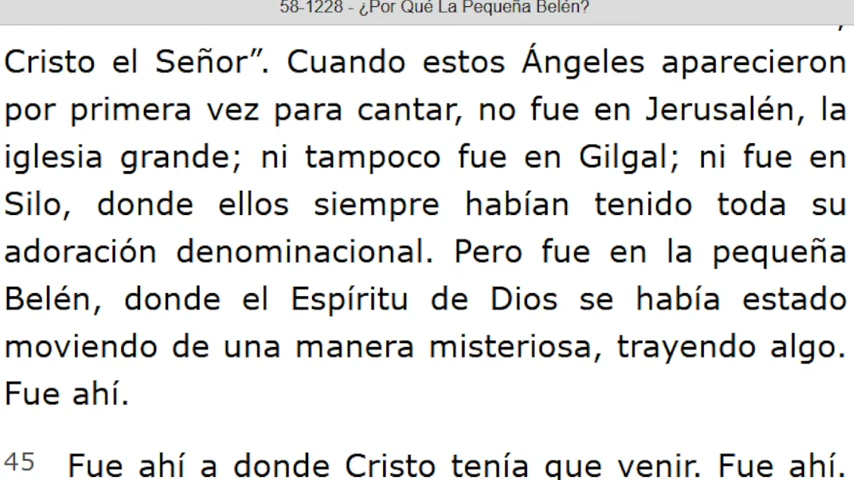 58-1228 - ¿Por Qué La Pequeña Belén?
Cristo el Señor”. Cuando estos Ángeles aparecieron
por primera vez para cantar, no fue en Jerusalén, la
iglesia grande; ni tampoco fue en Gilgal; ni fue en
Silo, donde ellos siempre habían tenido toda su
adoración denominacional. Pero fue en la pequeña
Belén, donde el Espíritu de Dios se había estado
moviendo de una manera misteriosa, trayendo algo.
Fue ahí.
45 Fue ahí a donde Cristo tenía que venir. Fue ahí.